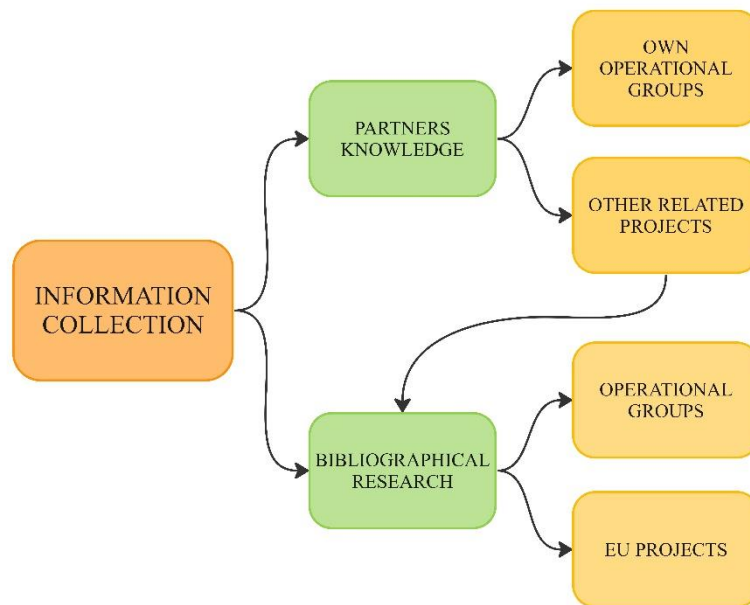 OWN
OPERATIONAL
GROUPS
PARTNERS
KNOWLEDGE
OTHER RELATED
PROJECTS
INFORMATION
COLLECTION
OPERATIONAL
GROUPS
BIBLIOGRAPHICAL
RESEARCH
EU PROJECTS